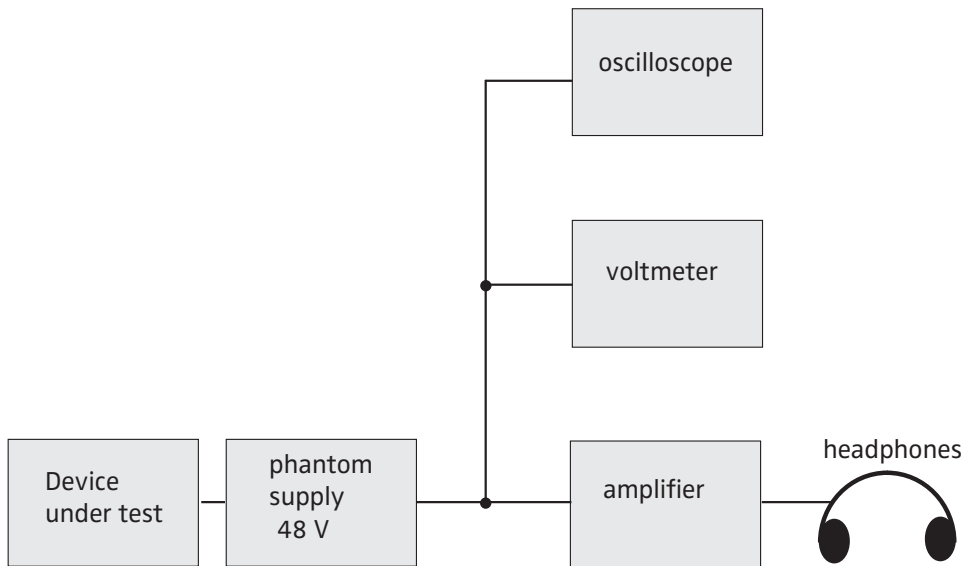 oscilloscope
voltmeter
headphones
Device
under test
phantom
supply
48 V
amplifier